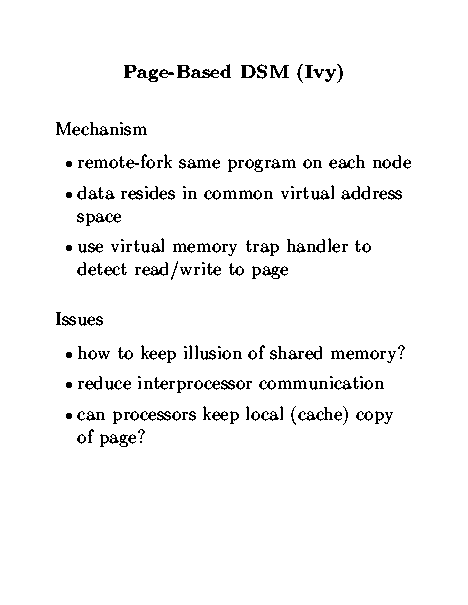 Page-Based DSM (Ivy)
Mechanism
• remote-fork same program on each node
• data resides in common virtual address
space
• use virtual memory trap handler to
detect read/write to page
Issues
• how to keep illusion of shared memory?
• reduce interprocessor communication
• can processors keep local (cache) copy
of page?